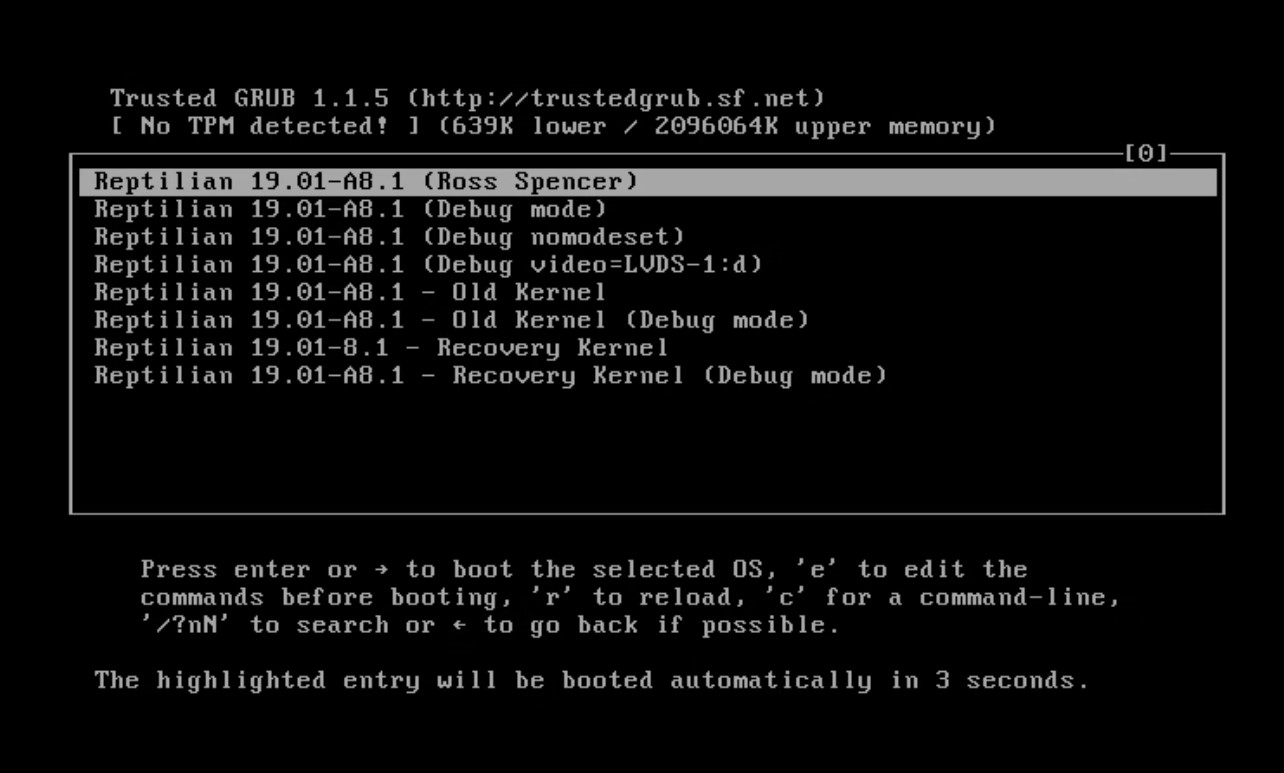 Trusted GRUB 1.1.5 (http://trustedgrub.sf.net)
[ No TPM detected! ] (639K lower / 2096064K upper memory)
[0]
Reptilian 19.01-A8.1 (Ross Spencer)
Reptilian 19.01-A8.1 (Debug mode)
Reptilian 19.01-A8.1 (Debug nomodeset)
Reptilian 19.01-A8.1 (Debug video=LVDS-1:d)
Reptilian 19.01-A8.1 - Old Kernel
Reptilian 19.01-A8.1 - Old Kernel (Debug mode)
Reptilian 19.01-8.1 - Recovery Kernel
Reptilian 19.01-A8.1 - Recovery Kernel (Debug mode)
Press enter or → to boot the selected OS, 'e' to edit the
commands before booting, 'r' to reload, 'c' for a command-line,
'/?nN' to search or ← to go back if possible.
The highlighted entry will be booted automatically in 3 seconds.